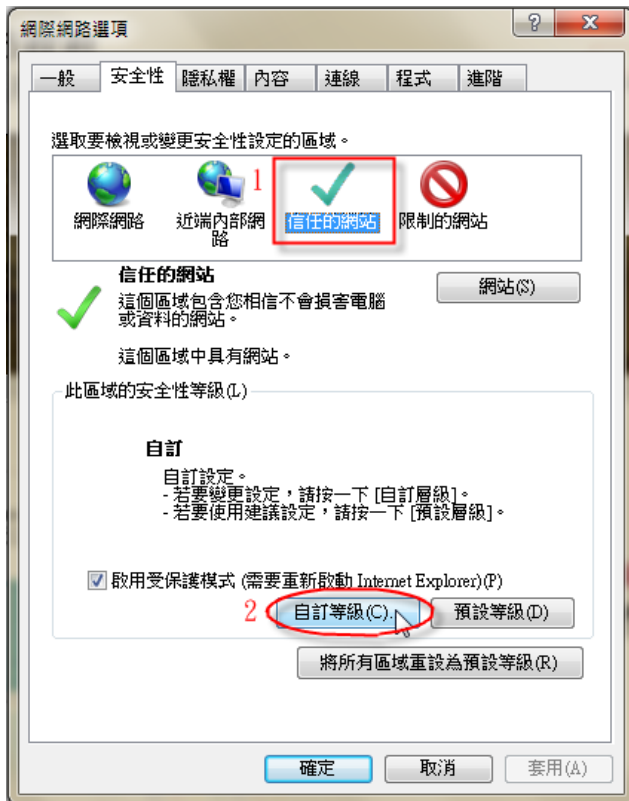 網際網路選項
一般 安全性 隱私權 內容 連線 程式 進階
選取要檢視或變更安全性設定的區域。
1
網際網路 近端內部網路 信任的網站 限制的網站
信任的網站
網站(S)
這個區域包含您相信不會損害電腦
或資料的網站。
這個區域中具有網站。
此區域的安全性等級(L)
自訂
自訂設定。
- 若要變更設定，請按一下 [自訂層級]。
- 若要使用建議設定，請按一下 [預設層級]。
啟用受保護模式 (需要重新啟動 Internet Explorer)(P)
2 自訂等級(C)... 預設等級(D)
將所有區域重設為預設等級(R)
確定 取消 套用(A)